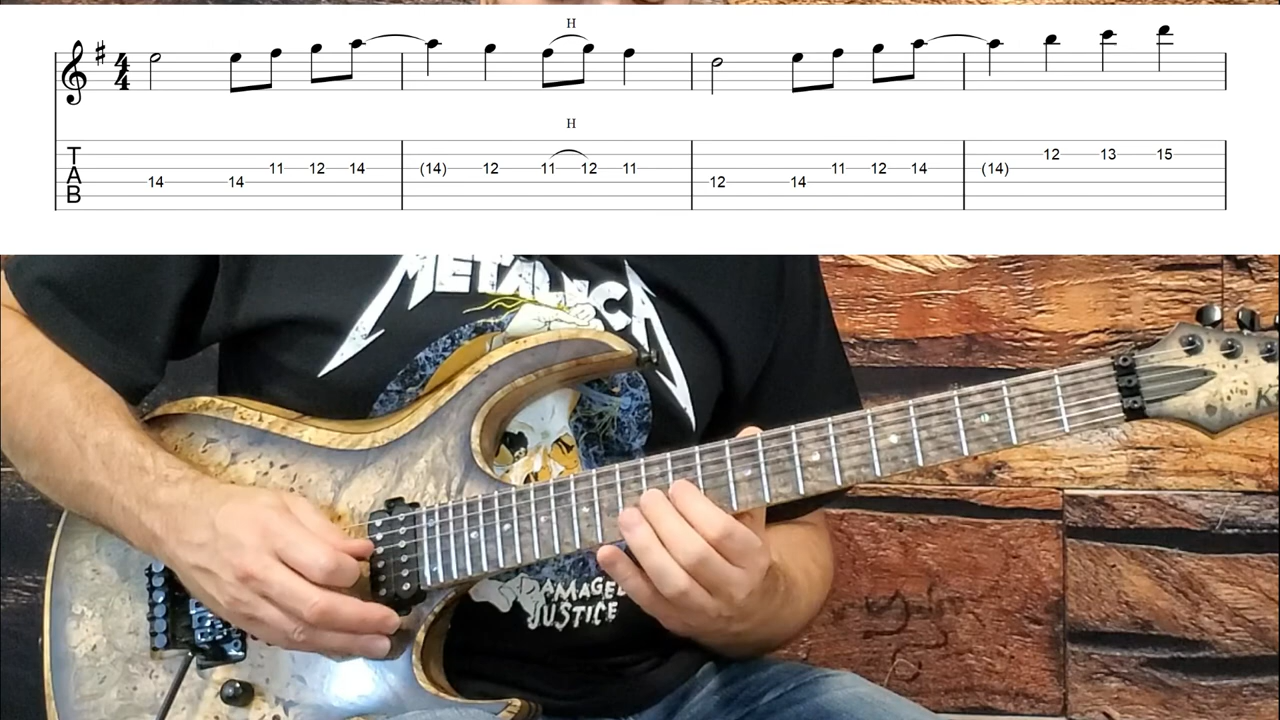 H
4
4
H
T 12 13 15
A 11 12 14 (14) 12 11 12 11 11 12 14 (14)
B 14 14 12 14
METALLICA
DAMAGED
JUSTICE
K